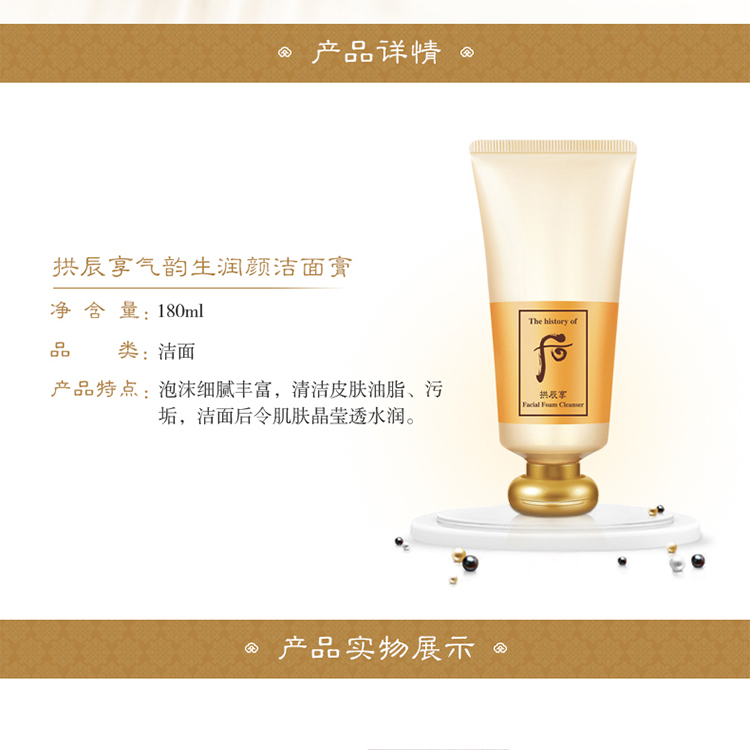 产品详情
拱辰享气韵生润颜洁面膏
净含量：180ml
品类：洁面
产品特点：泡沫细腻丰富，清洁皮肤油脂、污
垢，洁面后令肌肤晶莹透水润。
The history of
后
拱辰享
Facial Foam Cleanser
产品实物展示